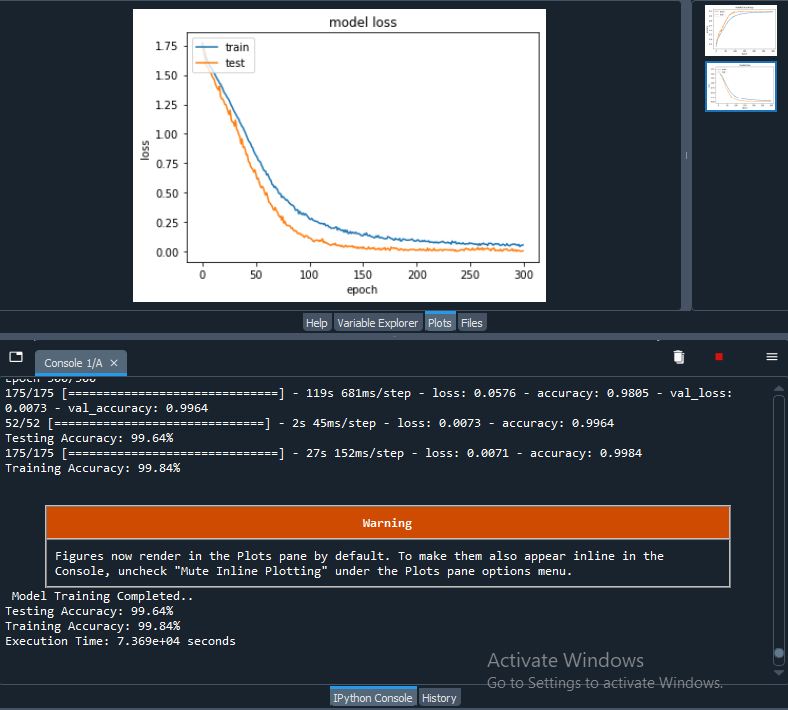 model loss
train
test
1.75
1.50
1.25
1.00
0.75
0.50
0.25
0.00
loss
0 50 100 150 200 250 300
epoch
Help Variable Explorer Plots Files
Console 1/A
175/175 [==============================] - 119s 681ms/step - loss: 0.0576 - accuracy: 0.9805 - val_loss:
0.0073 - val_accuracy: 0.9964
52/52 [==============================] - 2s 45ms/step - loss: 0.0073 - accuracy: 0.9964
Testing Accuracy: 99.64%
175/175 [==============================] - 27s 152ms/step - loss: 0.0071 - accuracy: 0.9984
Training Accuracy: 99.84%
Warning
Figures now render in the Plots pane by default. To make them also appear inline in the
Console, uncheck "Mute Inline Plotting" under the Plots pane options menu.
Model Training Completed..
Testing Accuracy: 99.64%
Training Accuracy: 99.84%
Execution Time: 7.369e+04 seconds
Activate Windows
Go to Settings to activate Windows.
IPython Console History